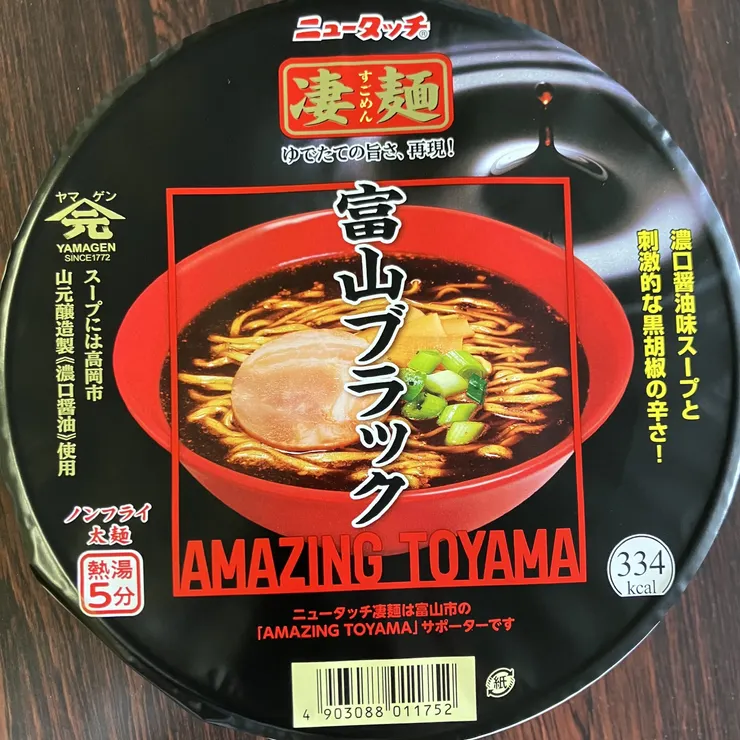 ニュータッチ®
凄麺
すごめん
ゆでたての旨さ、再現!
ヤマゲン
元
YAMAGEN
SINCE1772
スープには高岡市
山元醸造製《濃口醤油》使用
富山ブラック
濃口醤油味スープと
刺激的な黒胡椒の辛さ!
ノンフライ
太麺
熱湯
5分
AMAZING TOYAMA
334
kcal
ニュータッチ凄麺は富山市の
「AMAZING TOYAMA」サポーターです
紙
4 903088 011752